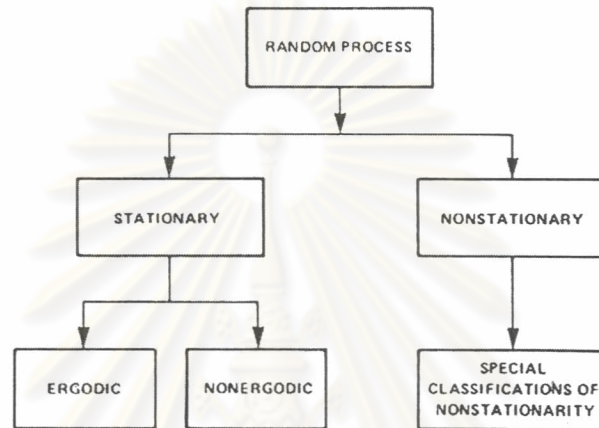 RANDOM PROCESS
STATIONARY
NONSTATIONARY
ERGODIC
NONERGODIC
SPECIAL
CLASSIFICATIONS OF
NONSTATIONARITY